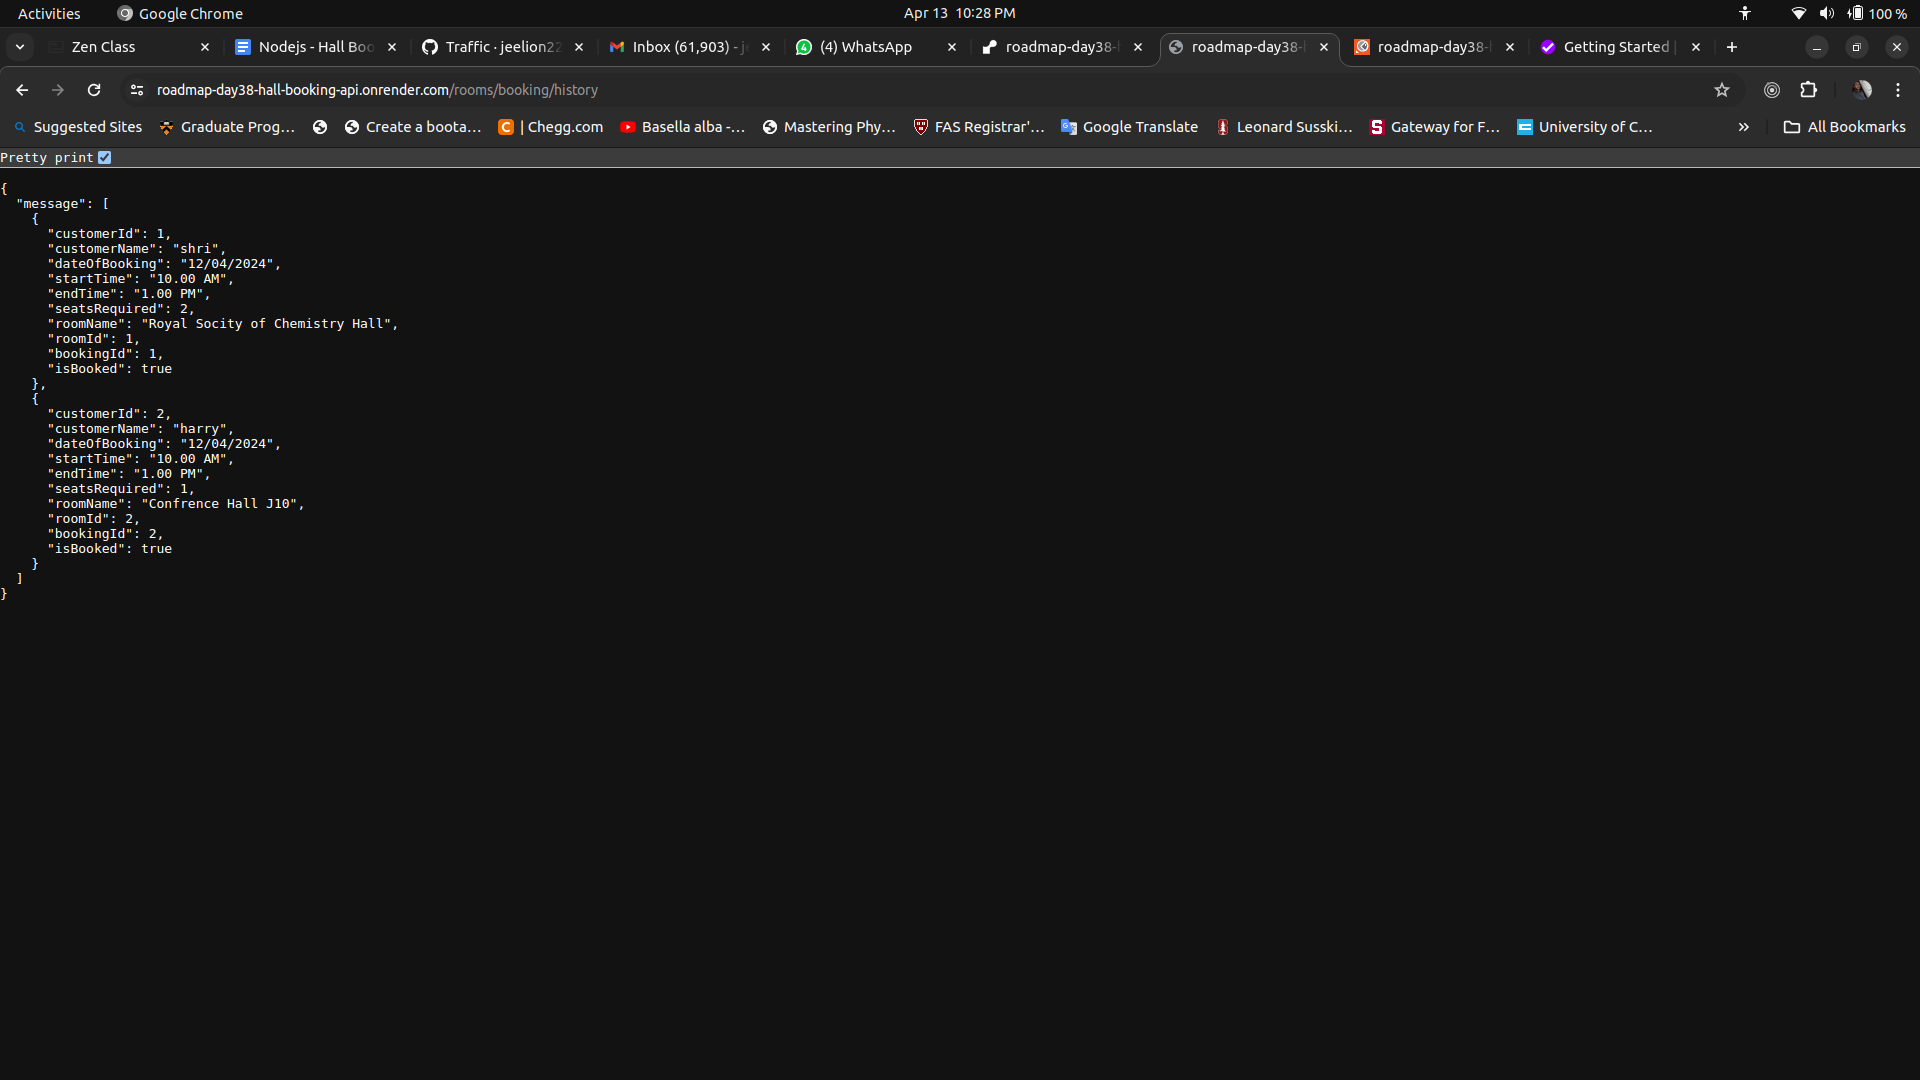 Activities Google Chrome Apr 13 10:28 PM 100 %
Zen Class Nodejs - Hall Boo Traffic · jeelion22 Inbox (61,903) - je (4) WhatsApp roadmap-day38-h roadmap-day38-h roadmap-day38-h Getting Started |
roadmap-day38-hall-booking-api.onrender.com/rooms/booking/history
Suggested Sites Graduate Prog... Create a boota... | Chegg.com Basella alba -... Mastering Phy... FAS Registrar'... Google Translate Leonard Susski... Gateway for F... University of C... » All Bookmarks
Pretty print
{
  "message": [
    {
      "customerId": 1,
      "customerName": "shri",
      "dateOfBooking": "12/04/2024",
      "startTime": "10.00 AM",
      "endTime": "1.00 PM",
      "seatsRequired": 2,
      "roomName": "Royal Socity of Chemistry Hall",
      "roomId": 1,
      "bookingId": 1,
      "isBooked": true
    },
    {
      "customerId": 2,
      "customerName": "harry",
      "dateOfBooking": "12/04/2024",
      "startTime": "10.00 AM",
      "endTime": "1.00 PM",
      "seatsRequired": 1,
      "roomName": "Confrence Hall J10",
      "roomId": 2,
      "bookingId": 2,
      "isBooked": true
    }
  ]
}